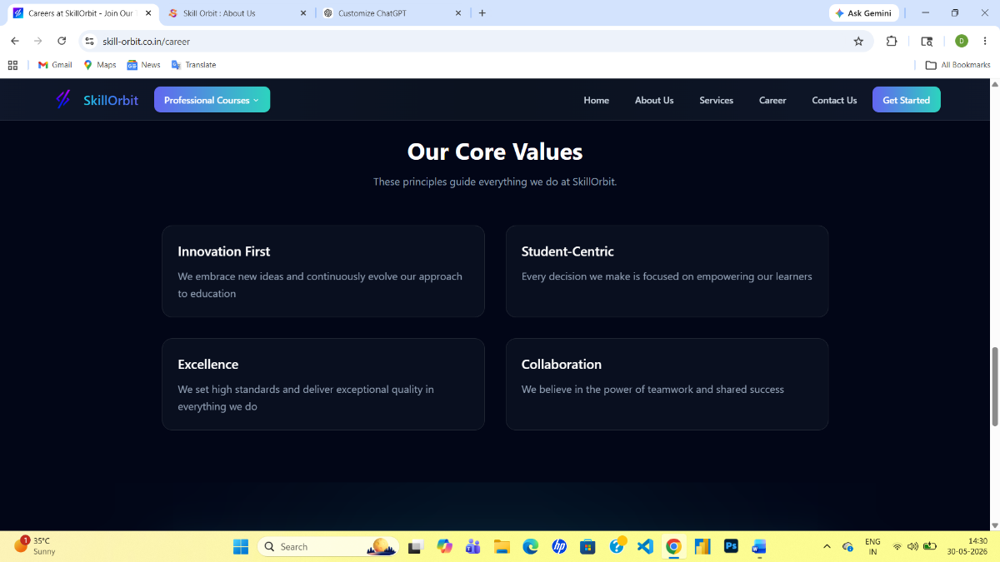 Careers at SkillOrbit - Join Our
Skill Orbit : About Us
Customize ChatGPT
Ask Gemini
skill-orbit.co.in/career
D
Gmail
Maps
News
Translate
All Bookmarks
SkillOrbit
Professional Courses
Home
About Us
Services
Career
Contact Us
Get Started
Our Core Values
These principles guide everything we do at SkillOrbit.
Innovation First
We embrace new ideas and continuously evolve our approach
to education
Student-Centric
Every decision we make is focused on empowering our learners
Excellence
We set high standards and deliver exceptional quality in
everything we do
Collaboration
We believe in the power of teamwork and shared success
1
35°C
Sunny
Search
hp
Ps
ENG
IN
14:30
30-05-2026